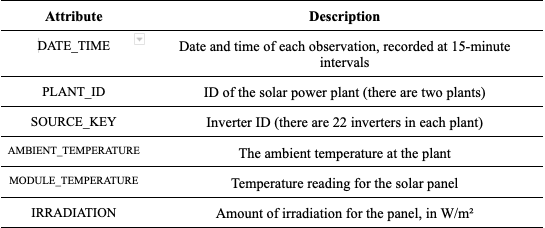 Attribute Description
DATE_TIME Date and time of each observation, recorded at 15-minute
intervals
PLANT_ID ID of the solar power plant (there are two plants)
SOURCE_KEY Inverter ID (there are 22 inverters in each plant)
AMBIENT_TEMPERATURE The ambient temperature at the plant
MODULE_TEMPERATURE Temperature reading for the solar panel
IRRADIATION Amount of irradiation for the panel, in W/m²